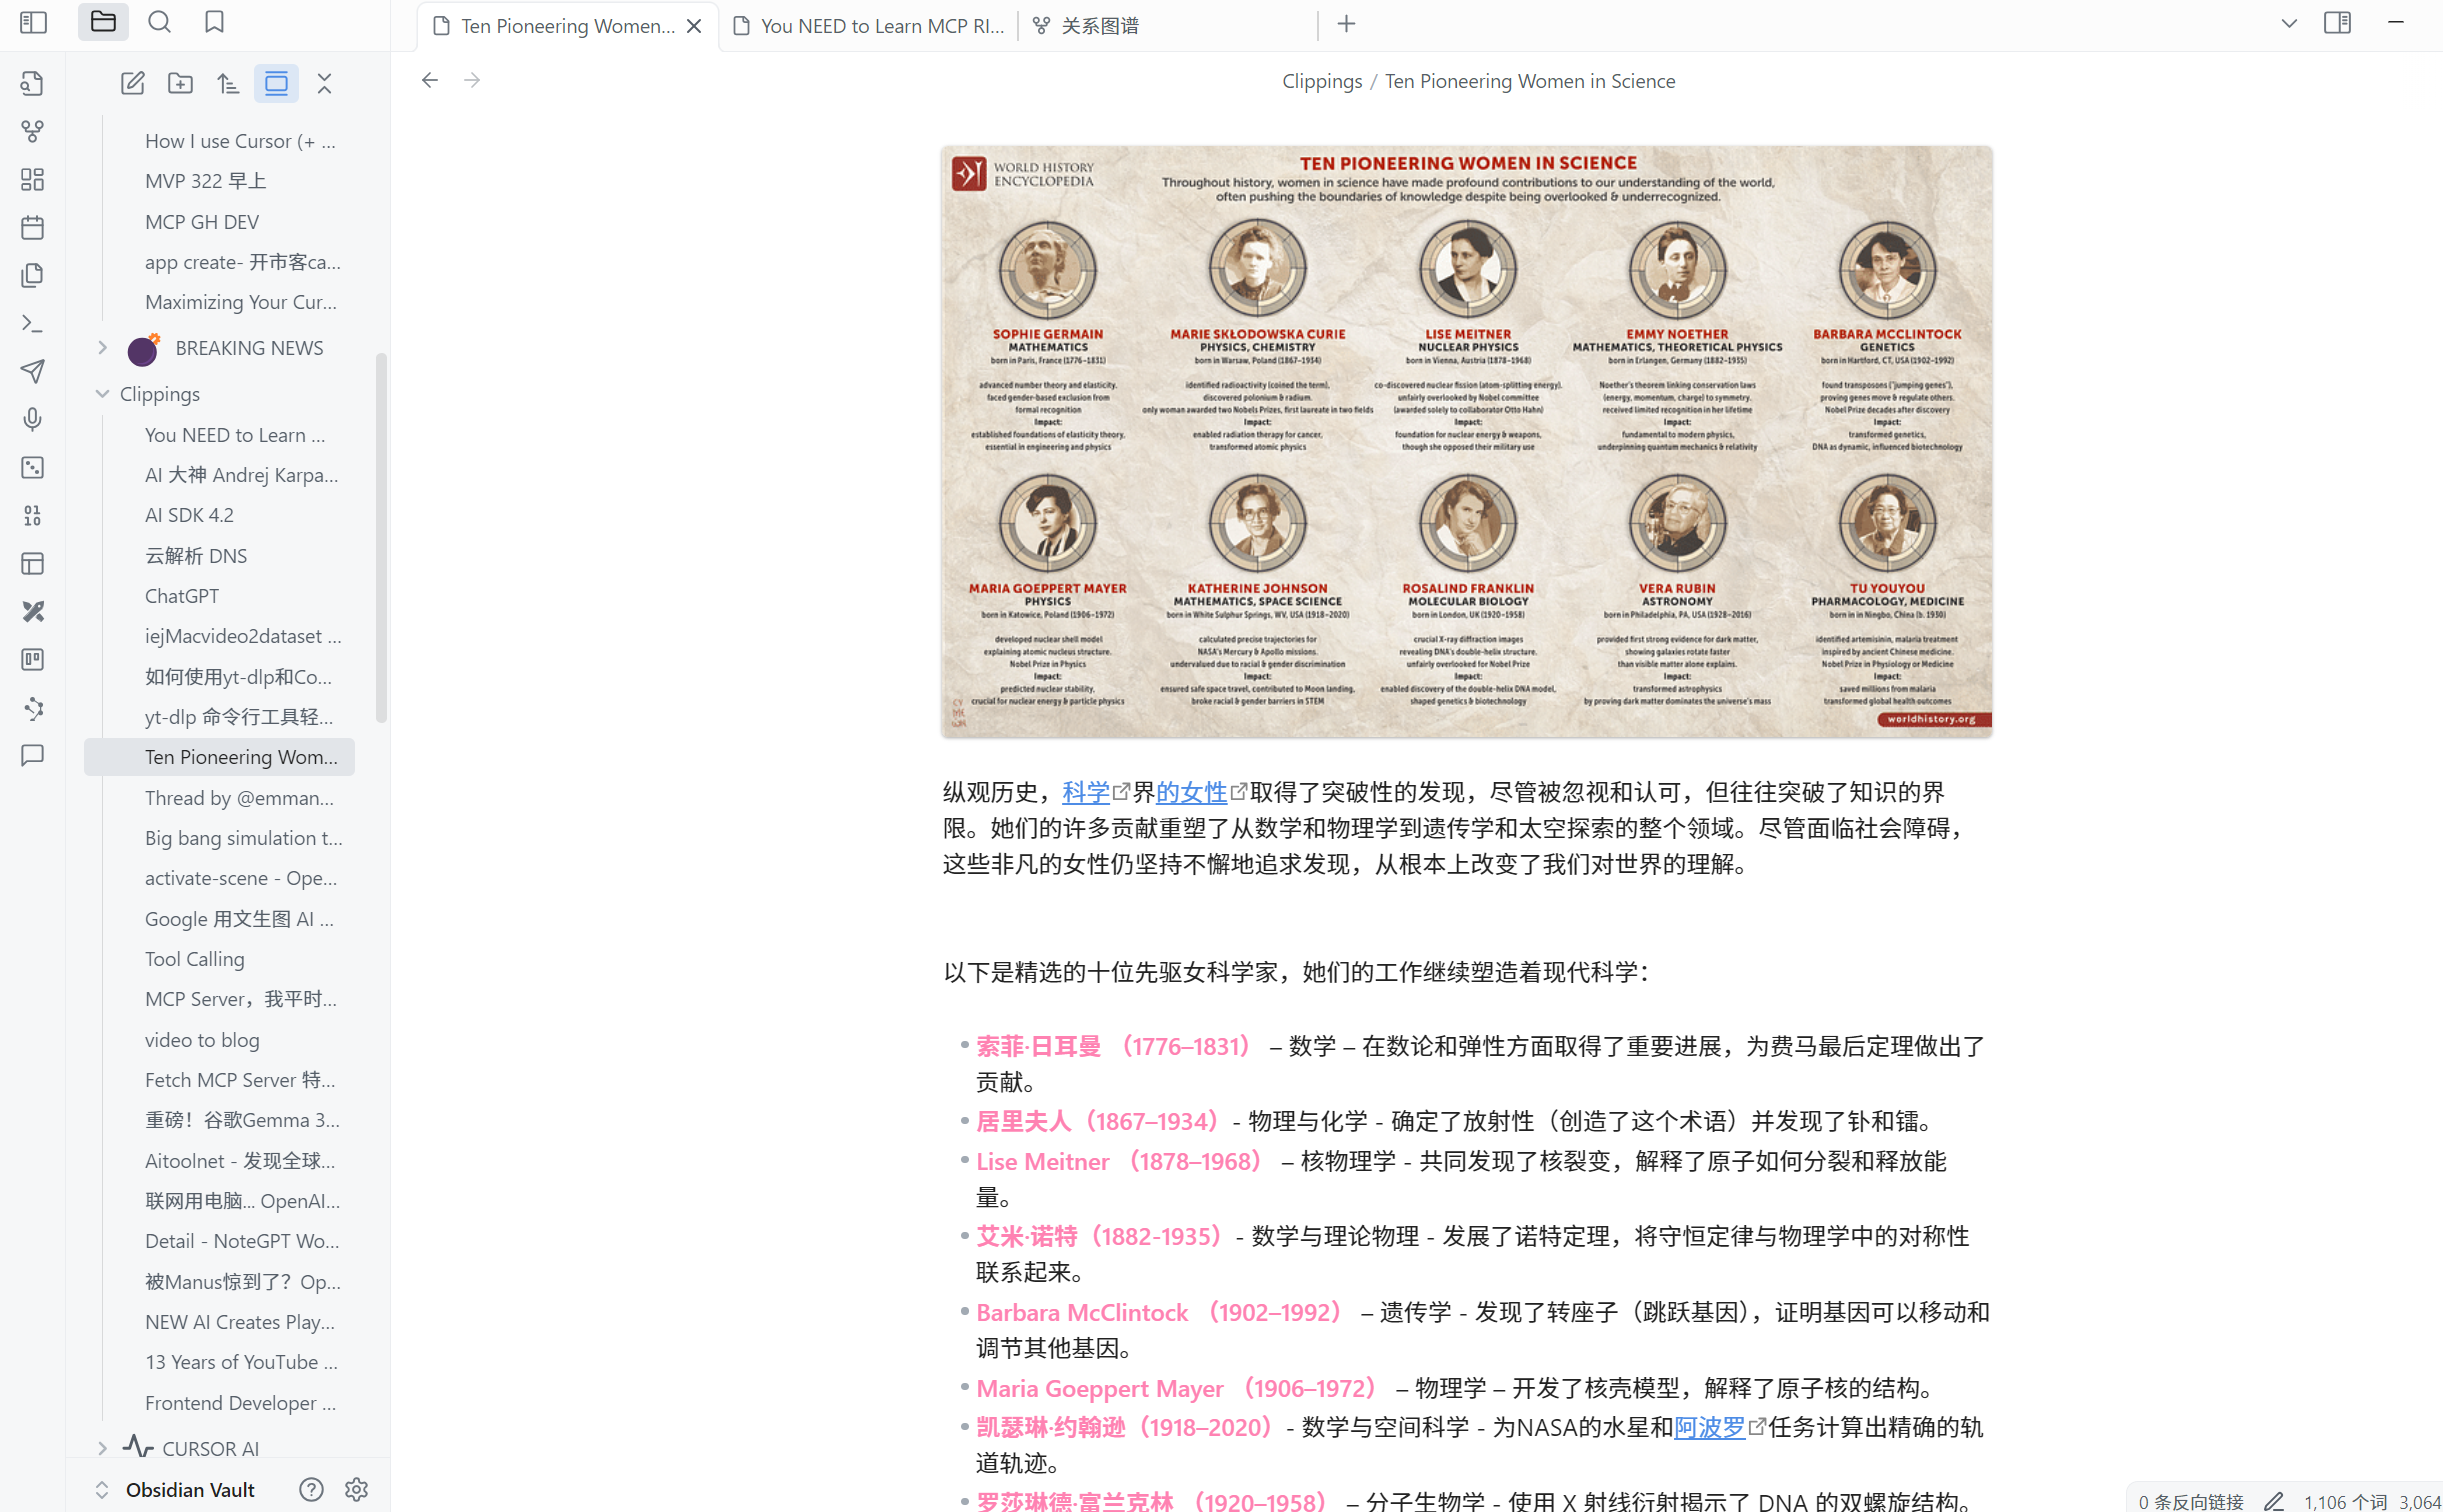 Ten Pioneering Women...
You NEED to Learn MCP RI...
关系图谱
Clippings / Ten Pioneering Women in Science
How I use Cursor (+ ...
MVP 322 早上
MCP GH DEV
app create- 开市客ca...
Maximizing Your Cur...
BREAKING NEWS
Clippings
You NEED to Learn ...
AI 大神 Andrej Karpa...
AI SDK 4.2
云解析 DNS
ChatGPT
iejMacvideo2dataset ...
如何使用yt-dlp和Co...
yt-dlp 命令行工具轻...
Ten Pioneering Wom...
Thread by @emman...
Big bang simulation t...
activate-scene - Ope...
Google 用文生图 AI ...
Tool Calling
MCP Server，我平时...
video to blog
Fetch MCP Server 特...
重磅！谷歌Gemma 3...
Aitoolnet - 发现全球...
联网用电脑... OpenAI...
Detail - NoteGPT Wo...
被Manus惊到了？Op...
NEW AI Creates Play...
13 Years of YouTube ...
Frontend Developer ...
CURSOR AI
Obsidian Vault
WORLD HISTORY
ENCYCLOPEDIA
TEN PIONEERING WOMEN IN SCIENCE
Throughout history, women in science have made profound contributions to our understanding of the world,
often pushing the boundaries of knowledge despite being overlooked & underrecognized.
SOPHIE GERMAIN
MATHEMATICS
born in Paris, France (1776–1831)
advanced number theory and elasticity.
faced gender-based exclusion from
formal recognition
Impact:
established foundations of elasticity theory,
essential in engineering and physics
MARIE SKŁODOWSKA CURIE
PHYSICS, CHEMISTRY
born in Warsaw, Poland (1867–1934)
identified radioactivity (coined the term),
discovered polonium & radium.
only woman awarded two Nobels Prizes, first laureate in two fields
Impact:
enabled radiation therapy for cancer,
transformed atomic physics
LISE MEITNER
NUCLEAR PHYSICS
born in Vienna, Austria (1878–1968)
co-discovered nuclear fission (atom-splitting energy).
unfairly overlooked by Nobel committee
(awarded solely to collaborator Otto Hahn)
Impact:
foundation for nuclear energy & weapons,
though she opposed their military use
EMMY NOETHER
MATHEMATICS, THEORETICAL PHYSICS
born in Erlangen, Germany (1882–1935)
Noether's theorem linking conservation laws
(energy, momentum, charge) to symmetry.
received limited recognition in her lifetime
Impact:
fundamental to modern physics,
underpinning quantum mechanics & relativity
BARBARA MCCLINTOCK
GENETICS
born in Hartford, CT, USA (1902–1992)
found transposons ("jumping genes"),
proving genes move & regulate others.
Nobel Prize decades after discovery
Impact:
transformed genetics,
DNA as dynamic, influenced biotechnology
MARIA GOEPPERT MAYER
PHYSICS
born in Katowice, Poland (1906–1972)
developed nuclear shell model
explaining atomic nucleus structure.
Nobel Prize in Physics
Impact:
predicted nuclear stability,
crucial for nuclear energy & particle physics
KATHERINE JOHNSON
MATHEMATICS, SPACE SCIENCE
born in White Sulphur Springs, WV, USA (1918–2020)
calculated precise trajectories for
NASA's Mercury & Apollo missions.
undervalued due to racial & gender discrimination
Impact:
ensured safe space travel, contributed to Moon landing,
broke racial & gender barriers in STEM
ROSALIND FRANKLIN
MOLECULAR BIOLOGY
born in London, UK (1920–1958)
crucial X-ray diffraction images
revealing DNA's double-helix structure.
unfairly overlooked for Nobel Prize
Impact:
enabled discovery of the double-helix DNA model,
shaped genetics & biotechnology
VERA RUBIN
ASTRONOMY
born in Philadelphia, PA, USA (1928–2016)
provided first strong evidence for dark matter,
showing galaxies rotate faster
than visible matter alone explains.
Impact:
transformed astrophysics
by proving dark matter dominates the universe's mass
TU YOUYOU
PHARMACOLOGY, MEDICINE
born in in Ningbo, China (b. 1930)
identified artemisinin, malaria treatment
inspired by ancient Chinese medicine.
Nobel Prize in Physiology or Medicine
Impact:
saved millions from malaria
transformed global health outcomes
worldhistory.org
纵观历史，科学界的女性取得了突破性的发现，尽管被忽视和认可，但往往突破了知识的界
限。她们的许多贡献重塑了从数学和物理学到遗传学和太空探索的整个领域。尽管面临社会障碍，
这些非凡的女性仍坚持不懈地追求发现，从根本上改变了我们对世界的理解。
以下是精选的十位先驱女科学家，她们的工作继续塑造着现代科学：
索菲·日耳曼 （1776–1831） – 数学 – 在数论和弹性方面取得了重要进展，为费马最后定理做出了
贡献。
居里夫人（1867–1934）- 物理与化学 - 确定了放射性（创造了这个术语）并发现了钋和镭。
Lise Meitner （1878–1968） – 核物理学 - 共同发现了核裂变，解释了原子如何分裂和释放能
量。
艾米·诺特（1882-1935）- 数学与理论物理 - 发展了诺特定理，将守恒定律与物理学中的对称性
联系起来。
Barbara McClintock （1902–1992） – 遗传学 - 发现了转座子（跳跃基因），证明基因可以移动和
调节其他基因。
Maria Goeppert Mayer （1906–1972） – 物理学 – 开发了核壳模型，解释了原子核的结构。
凯瑟琳·约翰逊（1918–2020）- 数学与空间科学 - 为NASA的水星和阿波罗任务计算出精确的轨
道轨迹。
罗莎琳德·富兰克林 （1920–1958） – 分子生物学 - 使用 X 射线衍射揭示了 DNA 的双螺旋结构。
0 条反向链接 1,106 个词 3,064